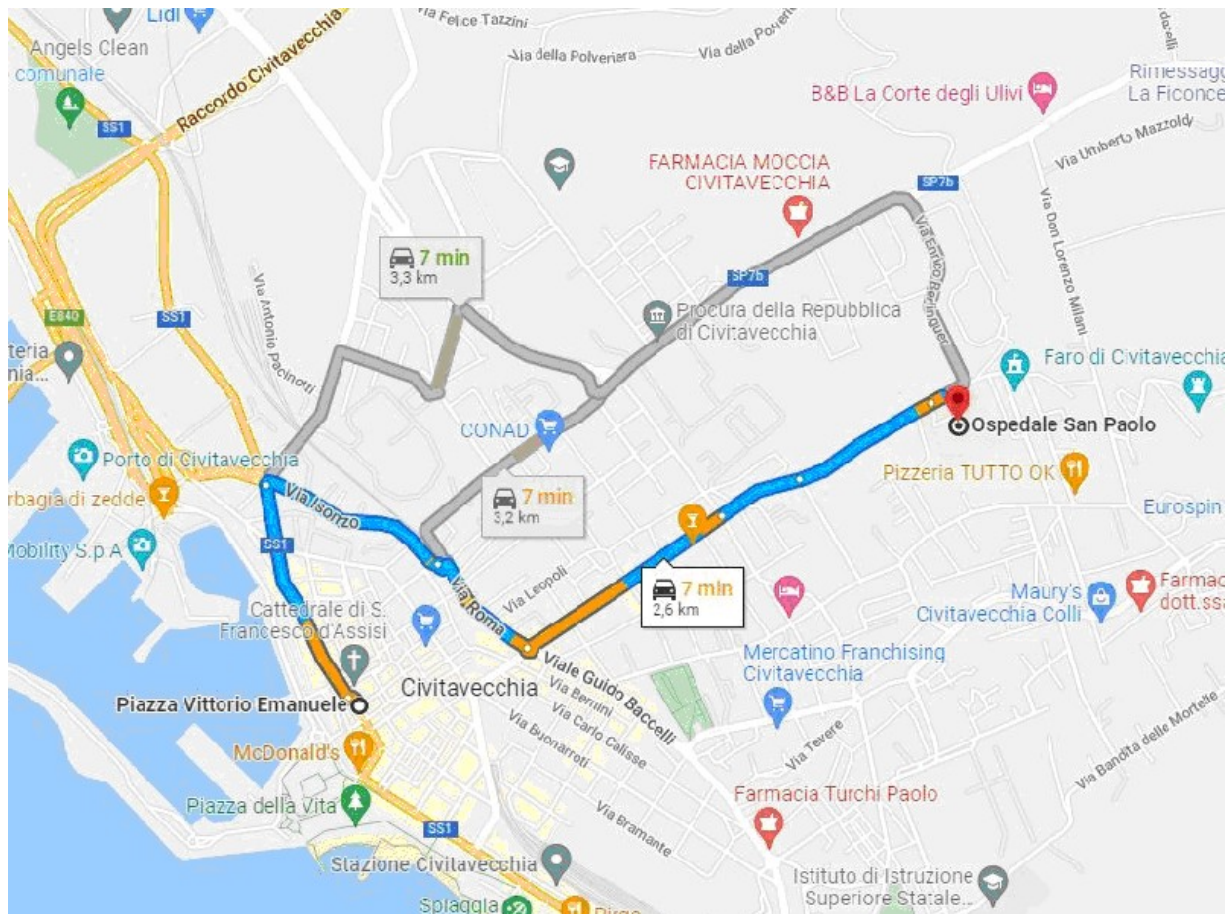 Via Felice Tazzini
Lidl
Angels Clean
comunale
Raccordo Civitavecchia
Via della Polveriera
Via della
B&B La Corte degli Ulivi
Rimessag
La Ficonce
Via Umberto Mazzoldy
SS1
FARMACIA MOCCIA
CIVITAVECCHIA
SP7b
Via Don Lorenzo Milani
Via Enrico Berlinguer
7 min
3,3 km
SP7b
E840
SS1
Via Antonio Pacinotti
Procura della Repubblica
di Civitavecchia
teria
nia...
Faro di Civitavecchia
CONAD
Ospedale San Paolo
Porto di Civitavecchia
Pizzeria TUTTO OK
rbagia di zedde
Via Isonzo
7 min
3,2 km
Eurospin
SS1
Mobility S.p.A
Via Roma
Via Leopoli
7 min
2,6 km
Maury's
Civitavecchia Colli
Farmac
dott.ssa
Cattedrale di S.
Francesco d'Assisi
Mercatino Franchising
Civitavecchia
Viale Guido Baccelli
Civitavecchia
Via Bernini
Via Carlo Calisse
Via Buonarroti
Piazza Vittorio Emanuele
McDonald's
Via Tevere
Via Bandita delle Mortelle
Piazza della Vita
Farmacia Turchi Paolo
Via Bramante
SS1
Stazione Civitavecchia
Istituto di Istruzione
Superiore Statale...
Spiaggia
Pirgo